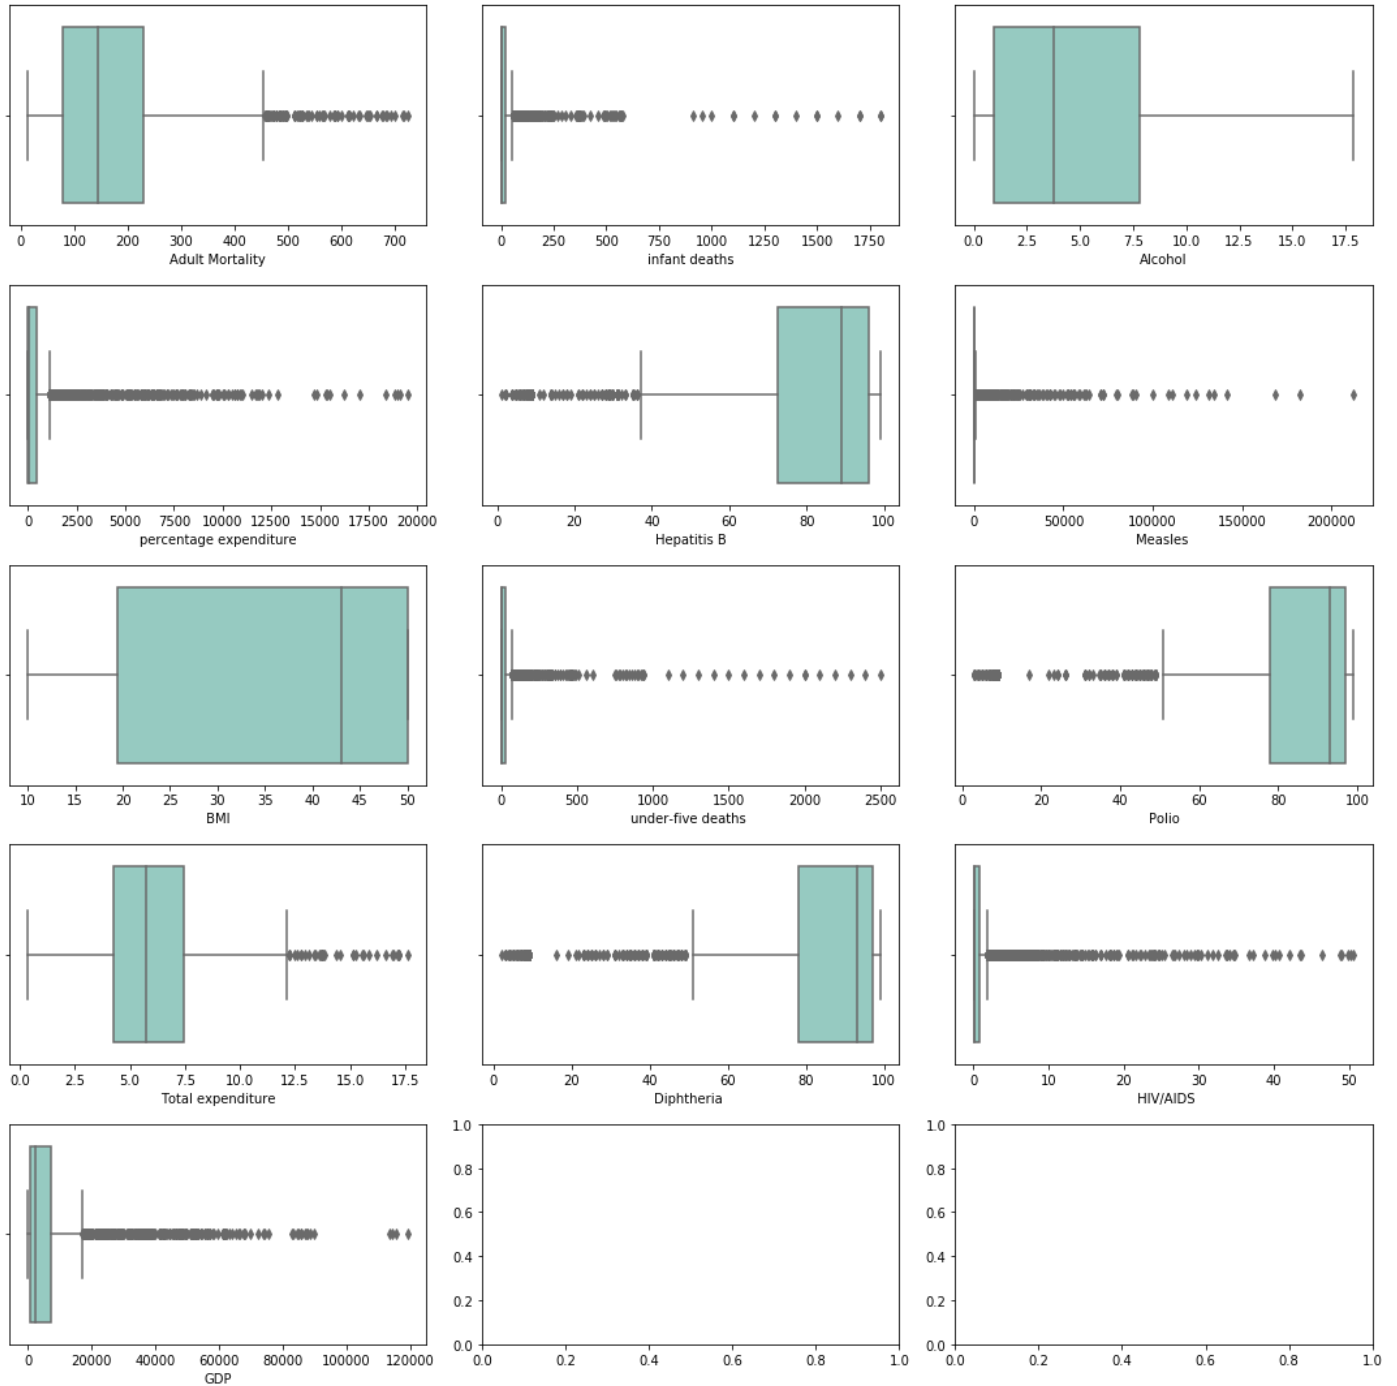 0 100 200 300 400 500 600 700
Adult Mortality
0 250 500 750 1000 1250 1500 1750
infant deaths
0.0 2.5 5.0 7.5 10.0 12.5 15.0 17.5
Alcohol
0 2500 5000 7500 10000 12500 15000 17500 20000
percentage expenditure
0 20 40 60 80 100
Hepatitis B
0 50000 100000 150000 200000
Measles
10 15 20 25 30 35 40 45 50
BMI
0 500 1000 1500 2000 2500
under-five deaths
0 20 40 60 80 100
Polio
0.0 2.5 5.0 7.5 10.0 12.5 15.0 17.5
Total expenditure
0 20 40 60 80 100
Diphtheria
0 10 20 30 40 50
HIV/AIDS
0 20000 40000 60000 80000 100000 120000
GDP
1.0
0.8
0.6
0.4
0.2
0.0
0.0 0.2 0.4 0.6 0.8 1.0
1.0
0.8
0.6
0.4
0.2
0.0
0.0 0.2 0.4 0.6 0.8 1.0